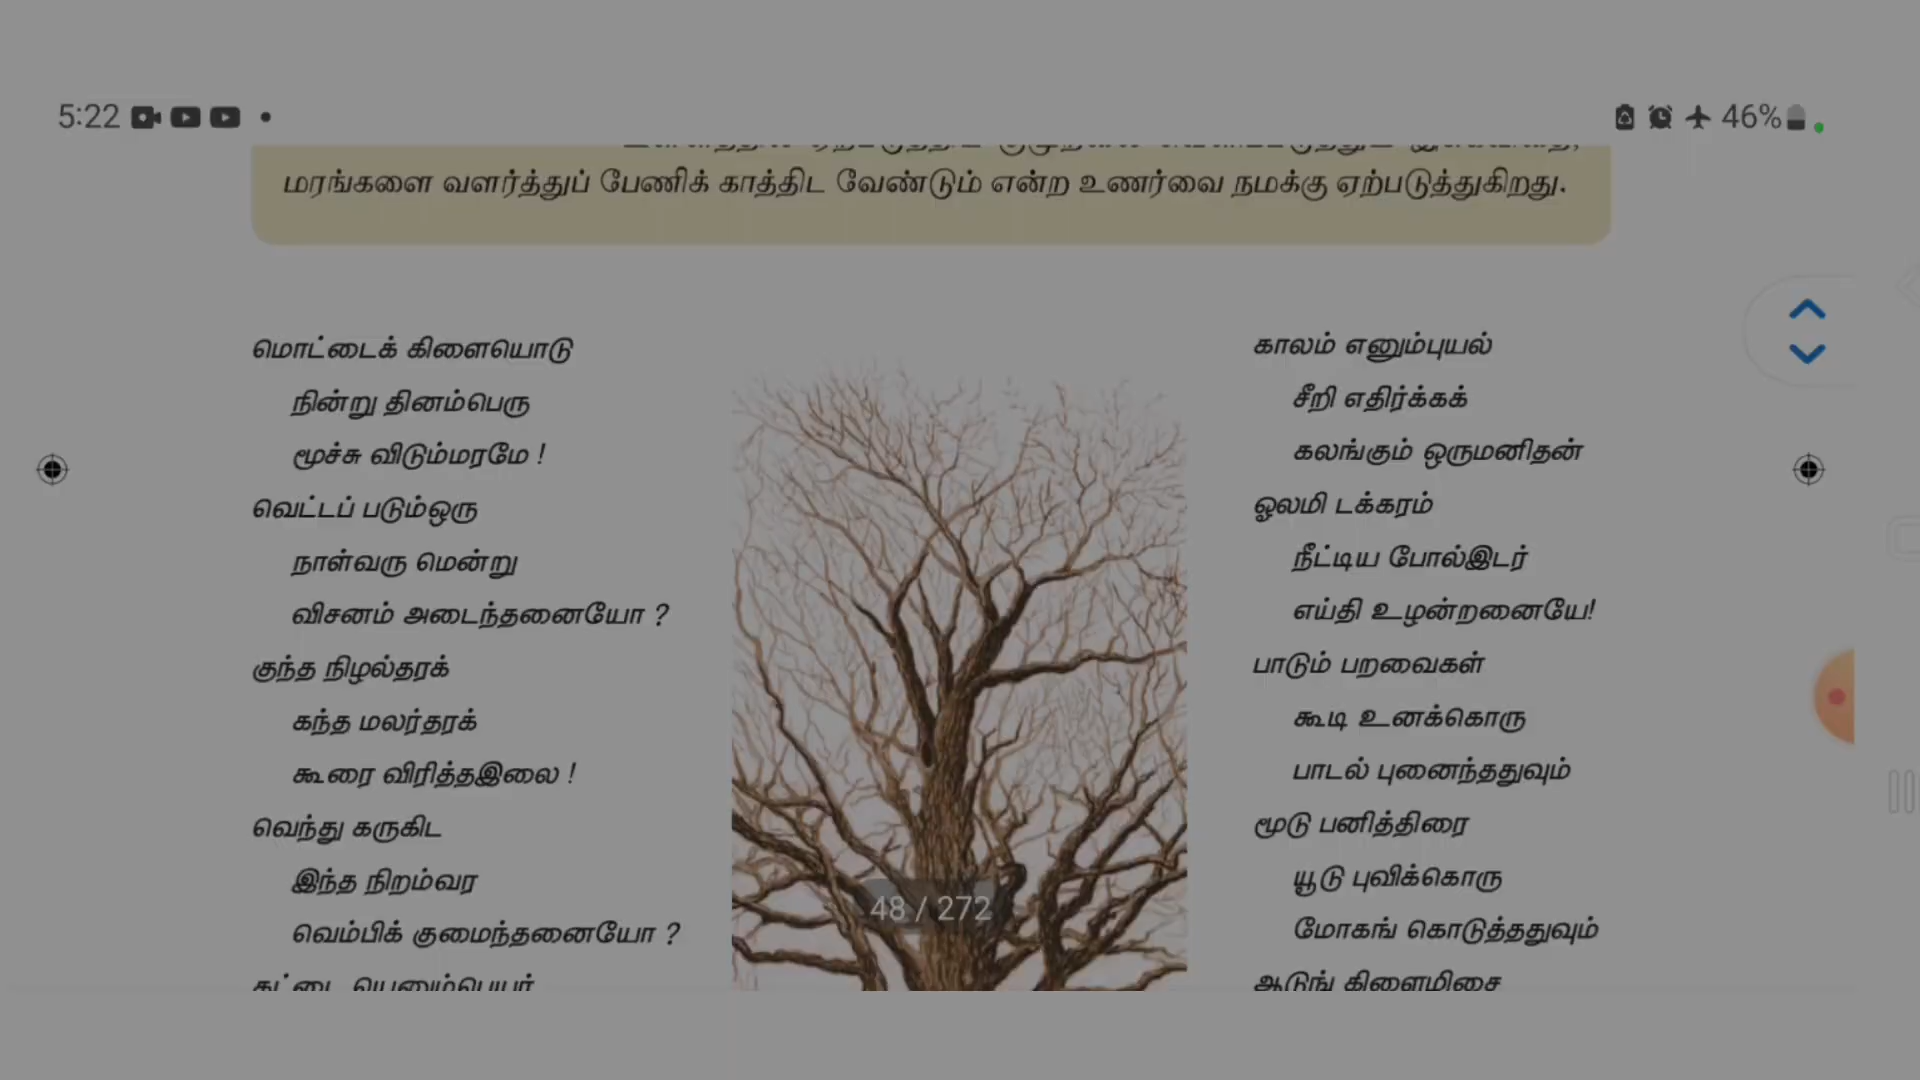 5:22
46%
மரங்களை வளர்த்துப் பேணிக் காத்திட வேண்டும் என்ற உணர்வை நமக்கு ஏற்படுத்துகிறது.
மொட்டைக் கிளையொடு
நின்று தினம்பெரு
மூச்சு விடும்மரமே !
வெட்டப் படும்ஒரு
நாள்வரு மென்று
விசனம் அடைந்தனையோ ?
குந்த நிழல்தரக்
கந்த மலர்தரக்
கூரை விரித்தஇலை !
வெந்து கருகிட
இந்த நிறம்வர
வெம்பிக் குமைந்தனையோ ?
கட்டை யெனும்பெயர்
காலம் எனும்புயல்
சீறி எதிர்க்கக்
கலங்கும் ஒருமனிதன்
ஓலமி டக்கரம்
நீட்டிய போல்இடர்
எய்தி உழன்றனையே!
பாடும் பறவைகள்
கூடி உனக்கொரு
பாடல் புனைந்ததுவும்
மூடு பனித்திரை
யூடு புவிக்கொரு
மோகங் கொடுத்ததுவும்
ஆடுங் கிளைமிசை
48 / 272